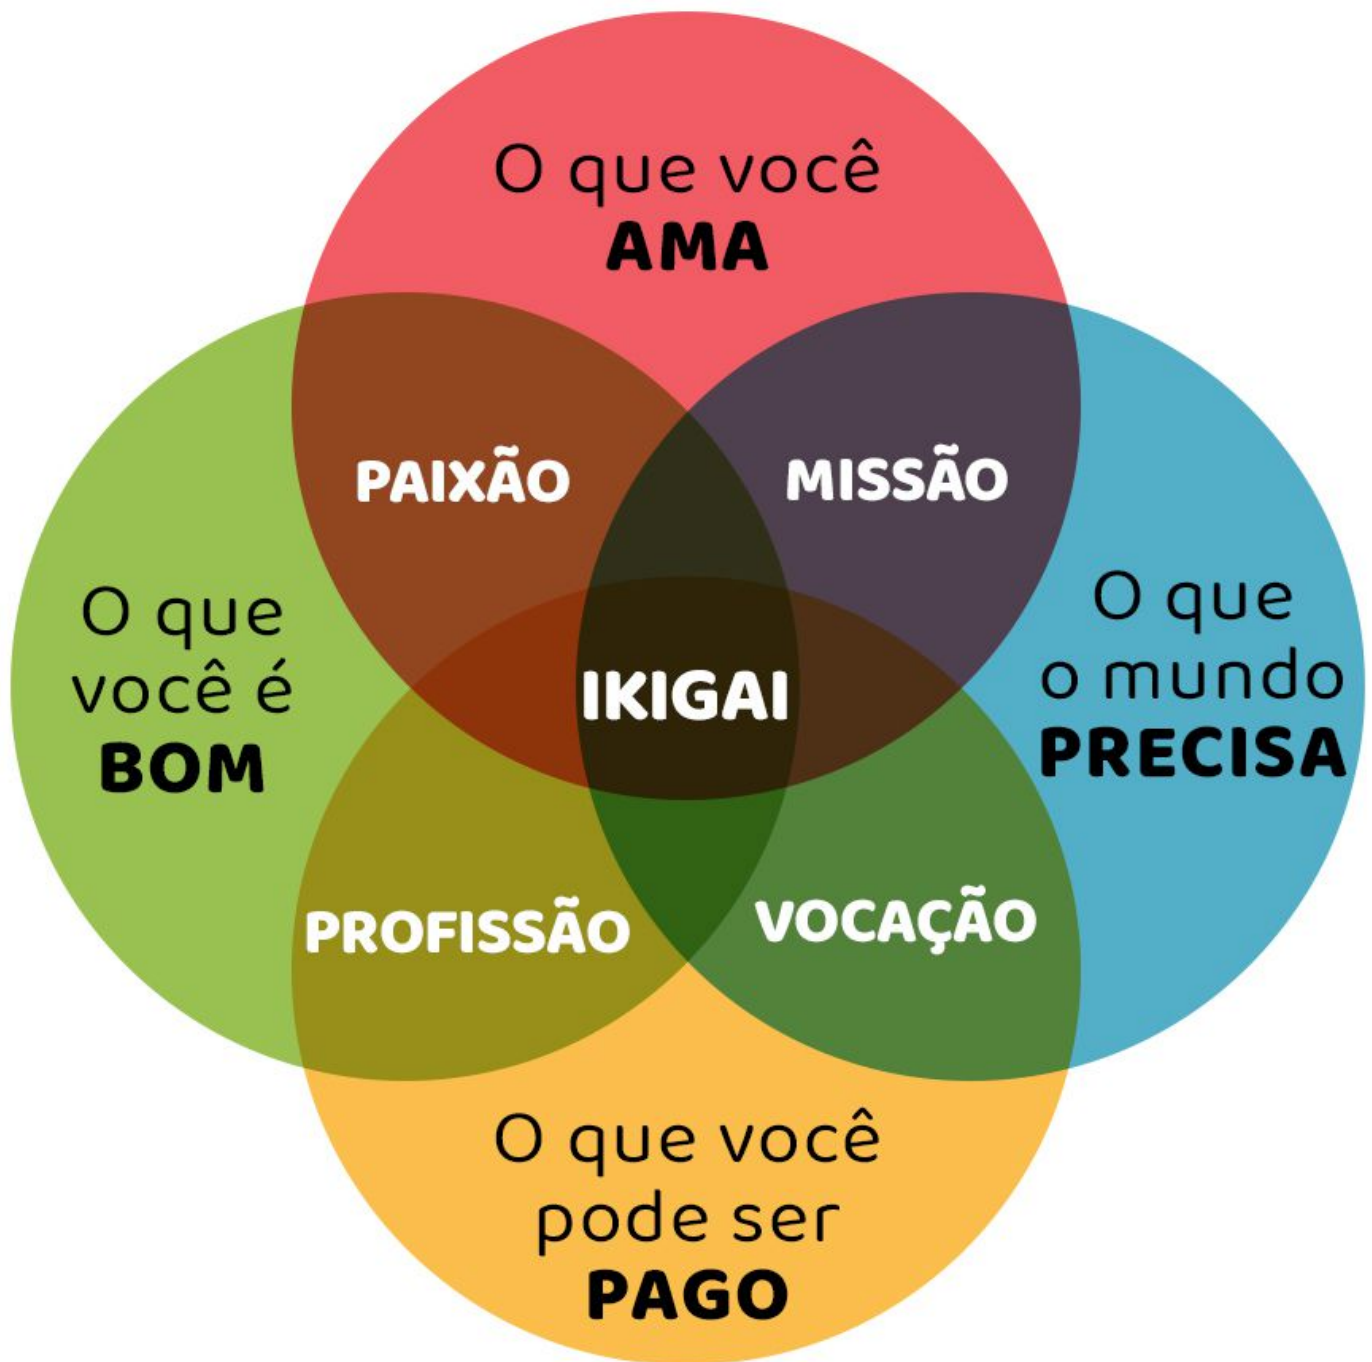 O que você
AMA
PAIXÃO
MISSÃO
O que
você é
BOM
IKIGAI
O que
o mundo
PRECISA
PROFISSÃO
VOCAÇÃO
O que você
pode ser
PAGO